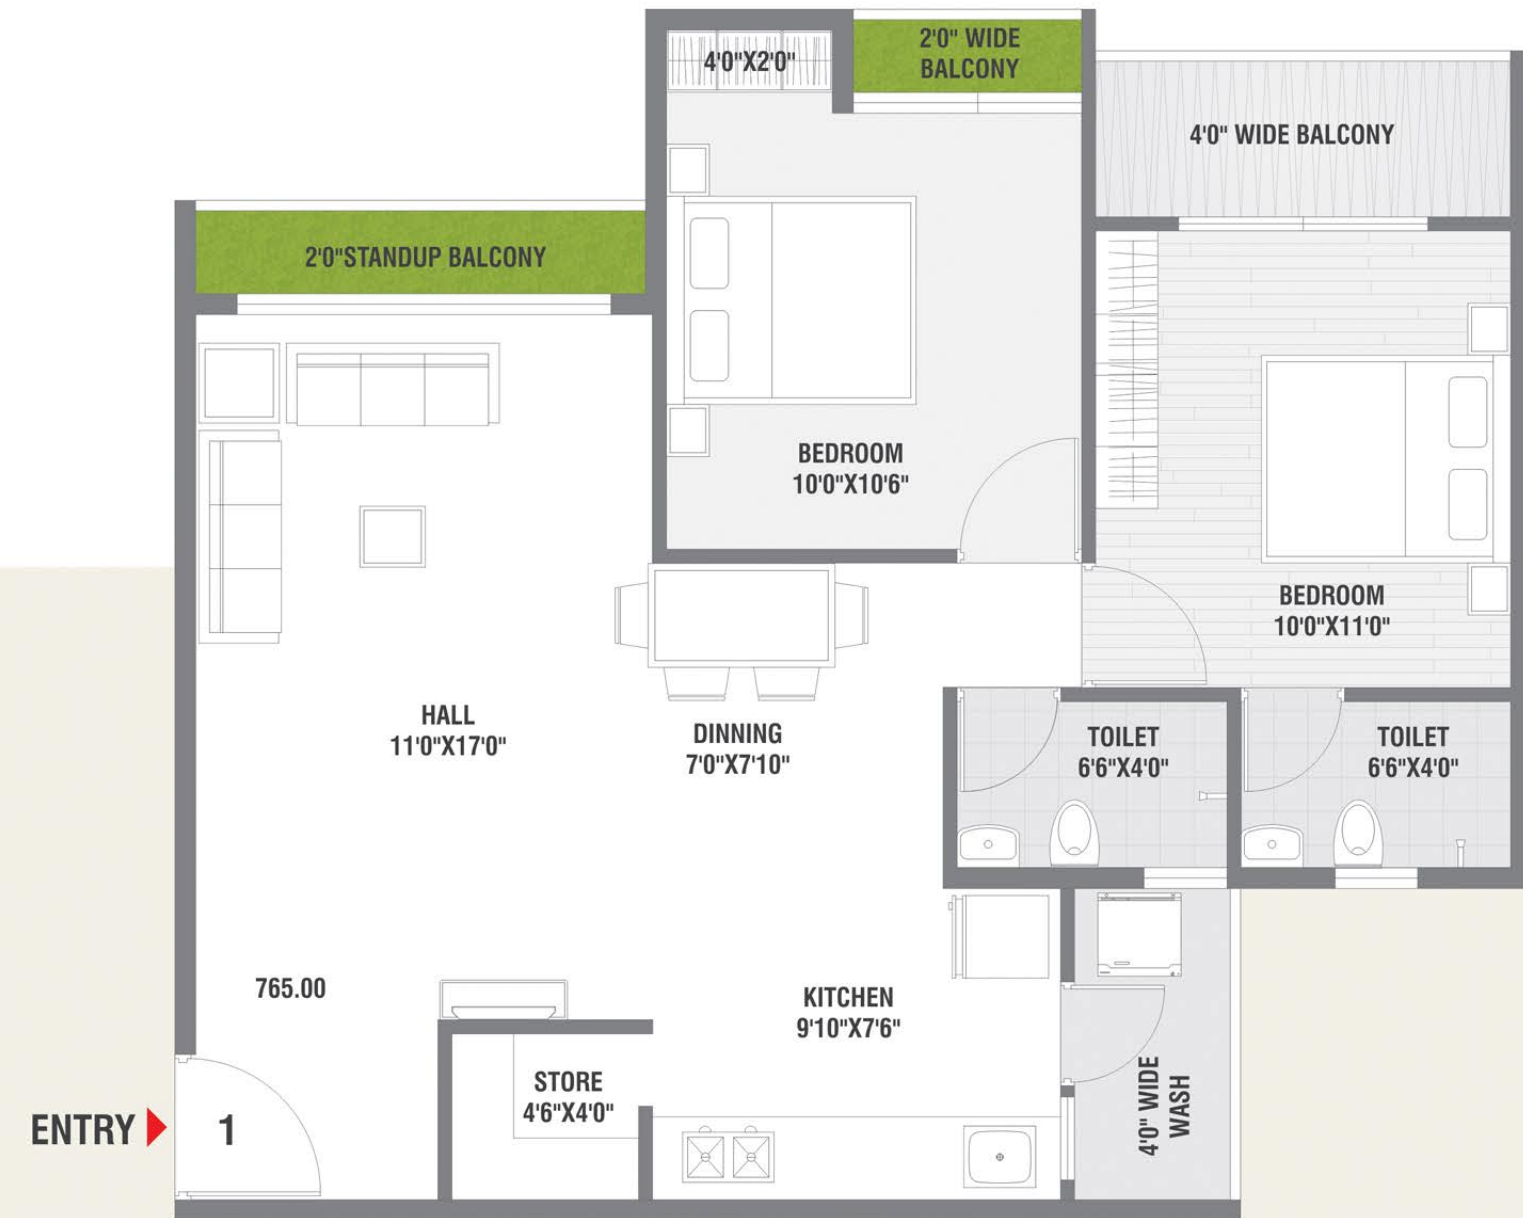 4'0"X2'0"
2'0" WIDE
BALCONY
4'0" WIDE BALCONY
2'0"STANDUP BALCONY
BEDROOM
10'0"X10'6"
BEDROOM
10'0"X11'0"
HALL
11'0"X17'0"
DINNING
7'0"X7'10"
TOILET
6'6"X4'0"
TOILET
6'6"X4'0"
765.00
KITCHEN
9'10"X7'6"
STORE
4'6"X4'0"
4'0" WIDE
WASH
ENTRY
1